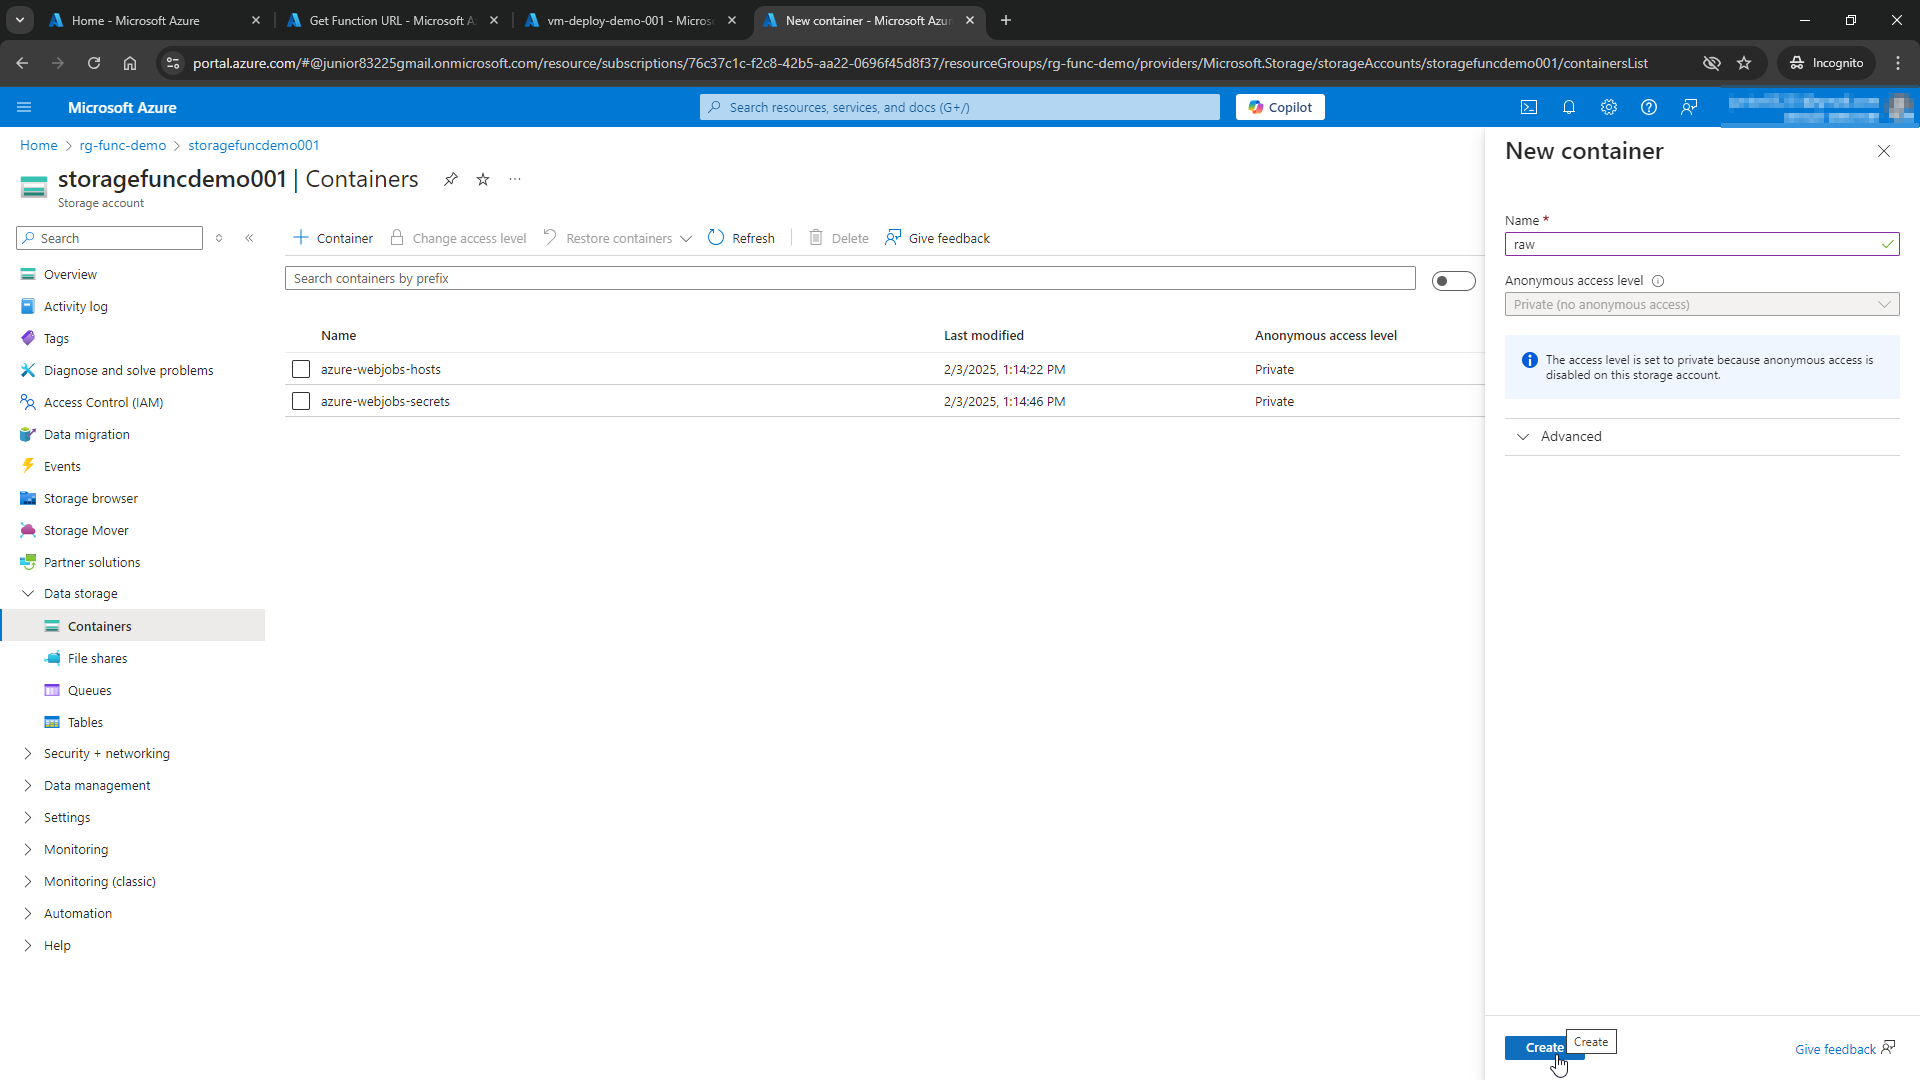 Home - Microsoft Azure
Get Function URL - Microsoft A
vm-deploy-demo-001 - Micros
New container - Microsoft Azur
portal.azure.com/#@junior83225gmail.onmicrosoft.com/resource/subscriptions/76c37c1c-f2c8-42b5-aa22-0696f45d8f37/resourceGroups/rg-func-demo/providers/Microsoft.Storage/storageAccounts/storagefuncdemo001/containersList
Incognito
Microsoft Azure
Search resources, services, and docs (G+/)
Copilot
Home > rg-func-demo > storagefuncdemo001
storagefuncdemo001 | Containers
Storage account
Search
Overview
Activity log
Tags
Diagnose and solve problems
Access Control (IAM)
Data migration
Events
Storage browser
Storage Mover
Partner solutions
Data storage
Containers
File shares
Queues
Tables
Security + networking
Data management
Settings
Monitoring
Monitoring (classic)
Automation
Help
Container
Change access level
Restore containers
Refresh
Delete
Give feedback
Search containers by prefix
Name Last modified Anonymous access level
azure-webjobs-hosts 2/3/2025, 1:14:22 PM Private
azure-webjobs-secrets 2/3/2025, 1:14:46 PM Private
New container
Name *
raw
Anonymous access level
Private (no anonymous access)
The access level is set to private because anonymous access is
disabled on this storage account.
Advanced
Create
Create
Give feedback